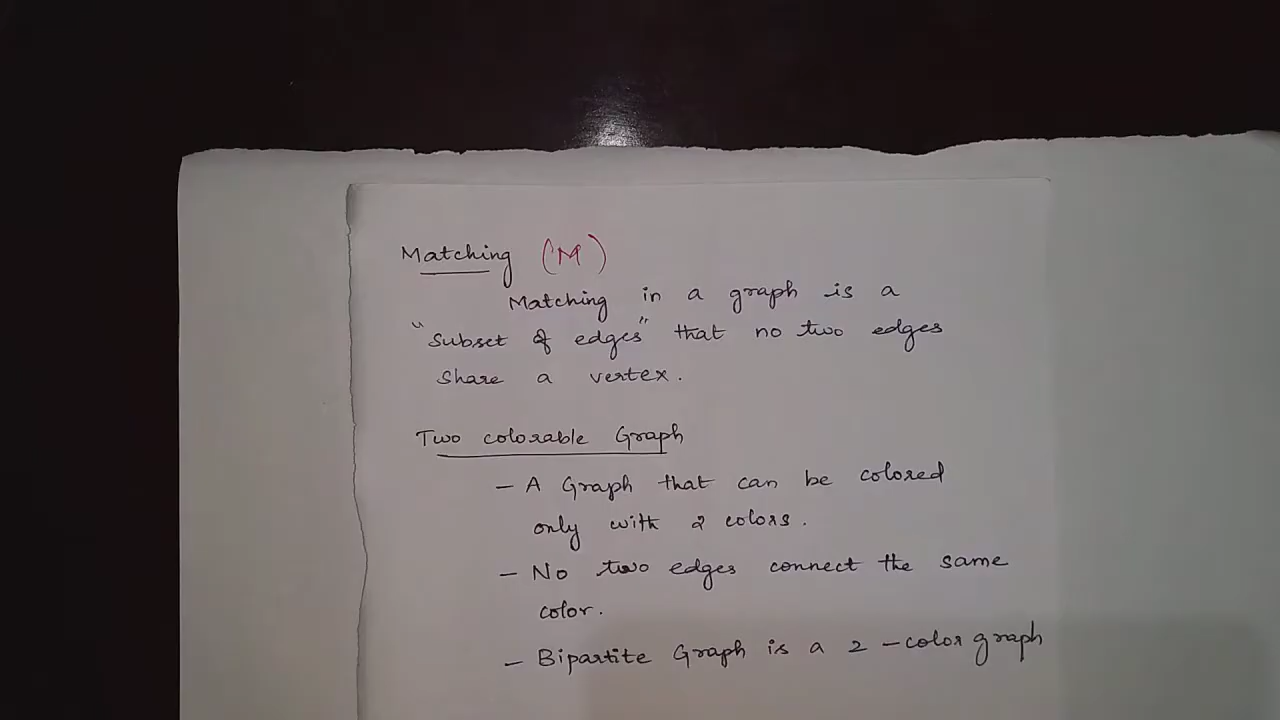 Matching (M)
Matching in a graph is a
"subset of edges" that no two edges
share a vertex.
Two colorable Graph
- A Graph that can be colored
only with 2 colors.
- No two edges connect the same
color.
- Bipartite Graph is a 2-color graph